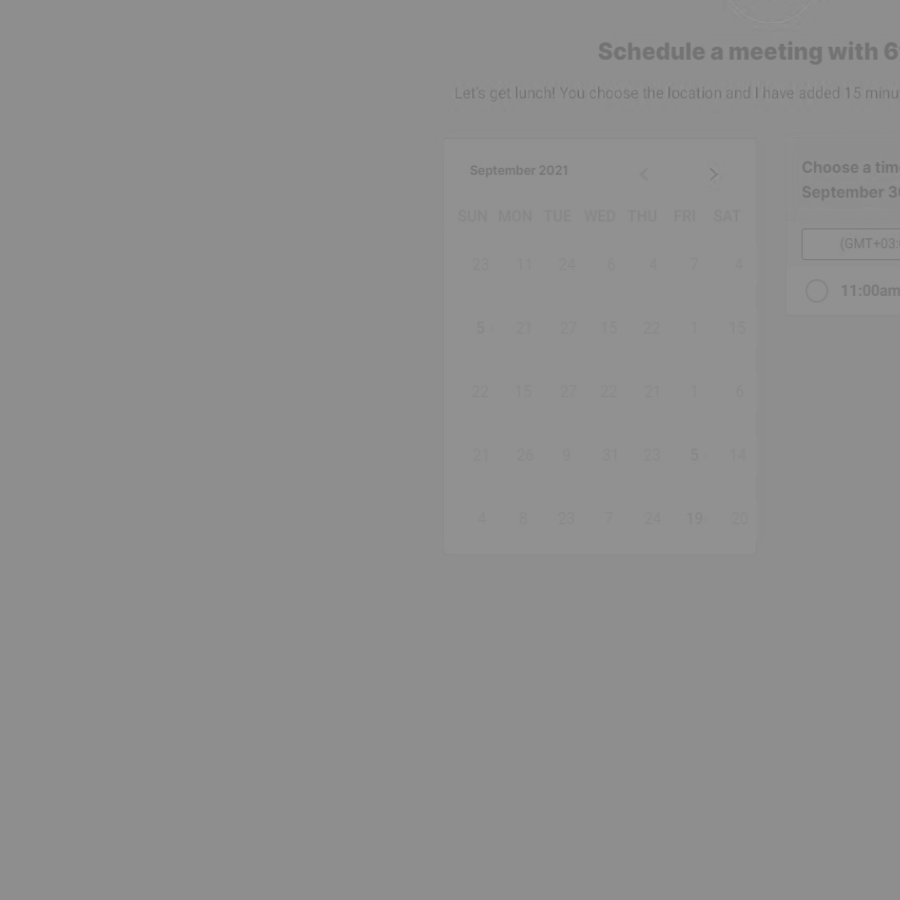 Schedule a meeting with 6
Let's get lunch! You choose the location and I have added 15 minu
September 2021
SUN MON TUE WED THU FRI SAT
23 11 24 6 4 7 4
5 21 27 15 22 1 15
22 15 27 22 21 1 6
21 26 9 31 23 5 14
4 8 23 7 24 19 20
Choose a tim
September 3
(GMT+03:
11:00am